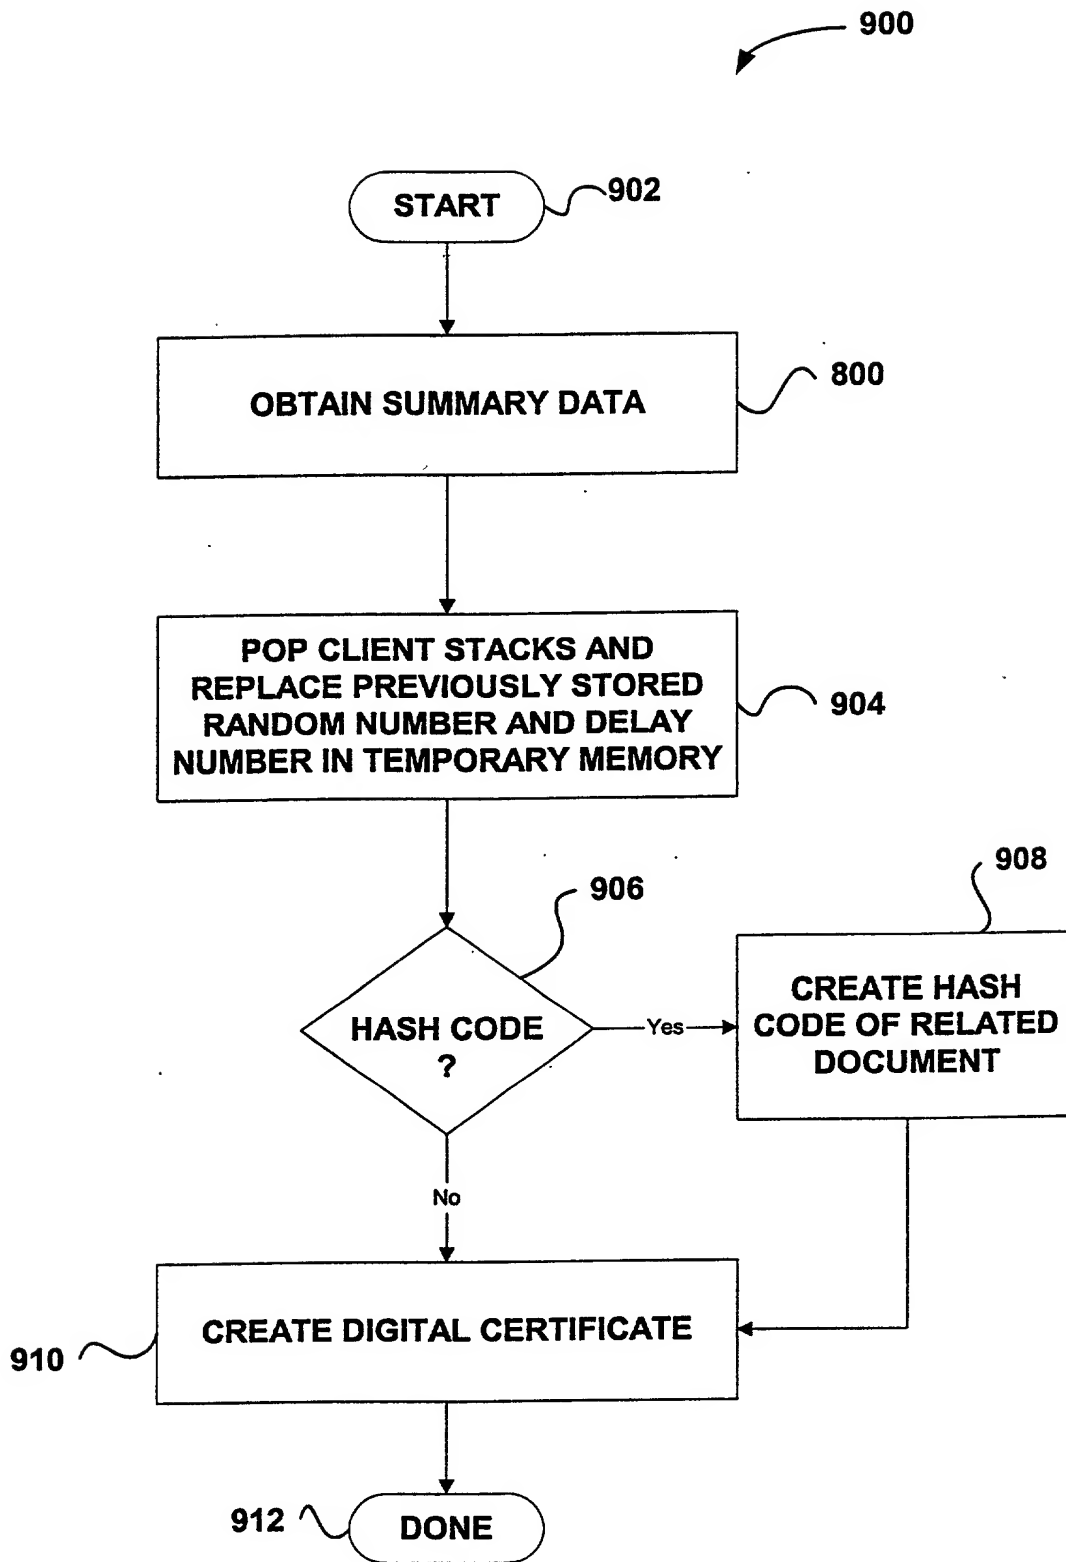 900
START
902
OBTAIN SUMMARY DATA
800
POP CLIENT STACKS AND
REPLACE PREVIOUSLY STORED
RANDOM NUMBER AND DELAY
NUMBER IN TEMPORARY MEMORY
904
906
HASH CODE
?
Yes
908
CREATE HASH
CODE OF RELATED
DOCUMENT
No
CREATE DIGITAL CERTIFICATE
910
912
DONE